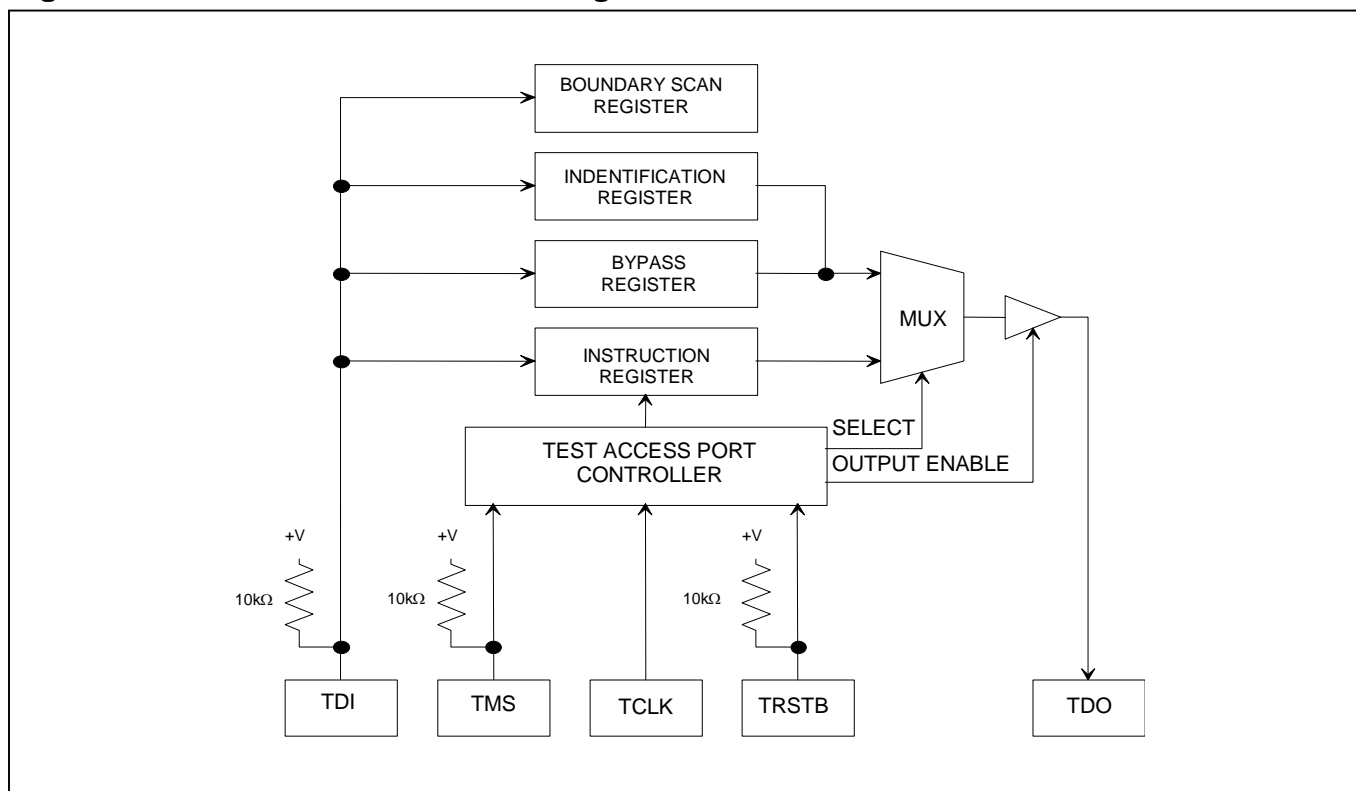 BOUNDARY SCAN
REGISTER
INDENTIFICATION
REGISTER
BYPASS
REGISTER
MUX
INSTRUCTION
REGISTER
SELECT
TEST ACCESS PORT
CONTROLLER
OUTPUT ENABLE
+V
+V
+V
10kΩ
10kΩ
10kΩ
TDI
TMS
TCLK
TRSTB
TDO